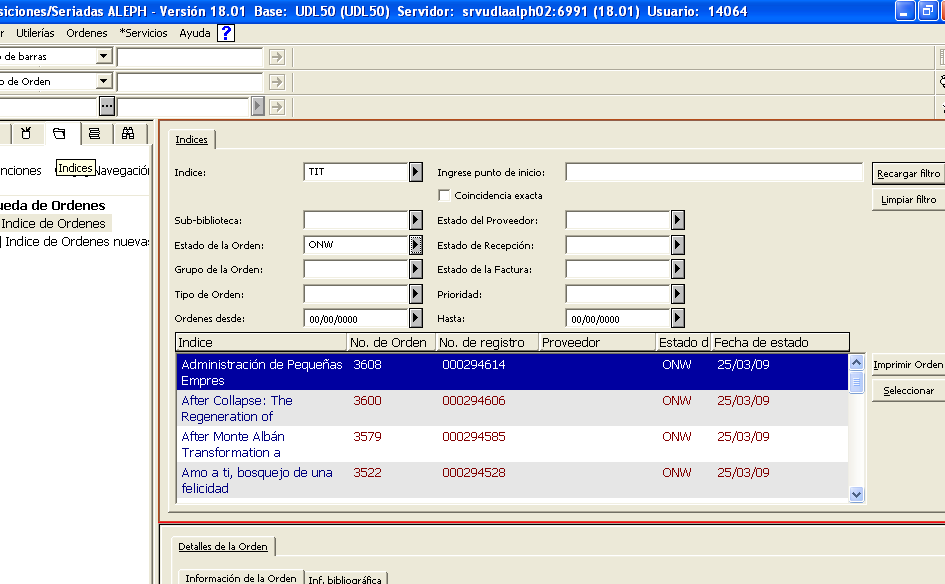 siciones/Seriadas ALEPH - Versión 18.01 Base: UDL50 (UDL50) Servidor: srvudlaalph02:6991 (18.01) Usuario: 14064
r Utilerías Ordenes *Servicios Ayuda ?
o de barras
o de Orden
...
Indices
nciones Navegación
Indices
ueda de Ordenes
Indice de Ordenes
Indice de Ordenes nuevas
Indice: TIT Ingrese punto de inicio: Recargar filtro
Coincidencia exacta
Limpiar filtro
Sub-biblioteca: Estado del Proveedor:
Estado de la Orden: ONW Estado de Recepción:
Grupo de la Orden: Estado de la Factura:
Tipo de Orden: Prioridad:
Ordenes desde: 00/00/0000 Hasta: 00/00/0000
Indice No. de Orden No. de registro Proveedor Estado d Fecha de estado
Administración de Pequeñas 3608 000294614 ONW 25/03/09 Imprimir Orden
Empres
Seleccionar
After Collapse: The 3600 000294606 ONW 25/03/09
Regeneration of
After Monte Albán 3579 000294585 ONW 25/03/09
Transformation a
Amo a ti, bosquejo de una 3522 000294528 ONW 25/03/09
felicidad
Detalles de la Orden
Información de la Orden Inf. bibliográfica